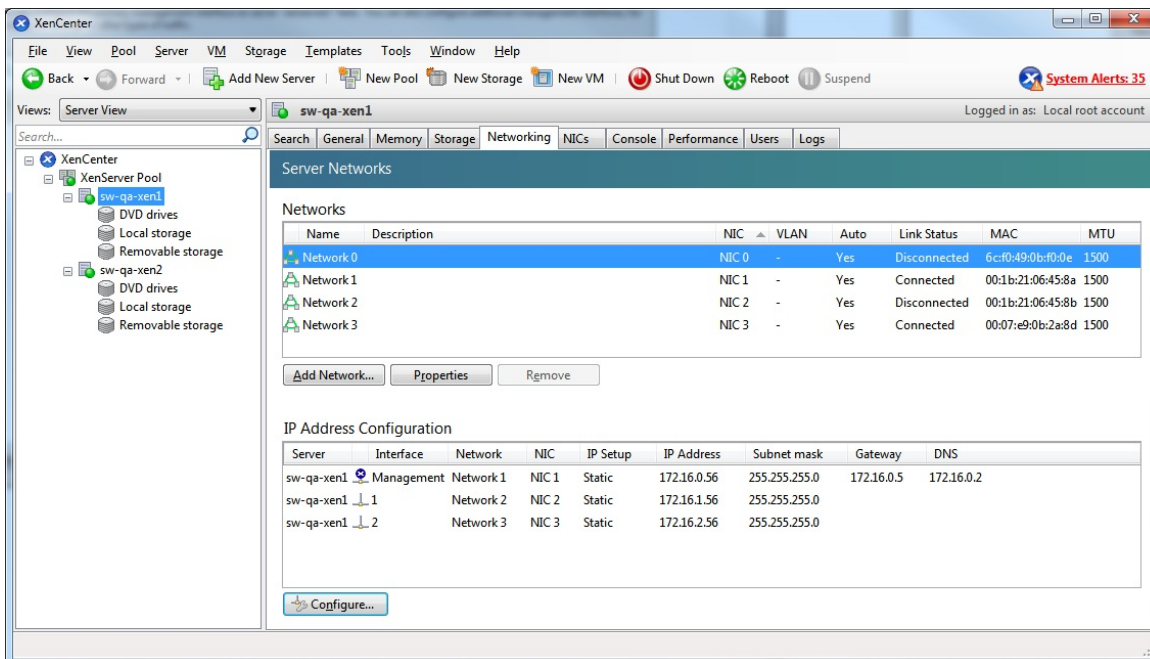 XenCenter
File View Pool Server VM Storage Templates Tools Window Help
Back Forward Add New Server New Pool New Storage New VM Shut Down Reboot Suspend System Alerts: 35
Views: Server View sw-qa-xen1 Logged in as: Local root account
Search... Search General Memory Storage Networking NICs Console Performance Users Logs
XenCenter
XenServer Pool
sw-qa-xen1
DVD drives
Local storage
Removable storage
sw-qa-xen2
DVD drives
Local storage
Removable storage
Server Networks
Networks
Name Description NIC VLAN Auto Link Status MAC MTU
Network 0 NIC 0 - Yes Disconnected 6c:f0:49:0b:f0:0e 1500
Network 1 NIC 1 - Yes Connected 00:1b:21:06:45:8a 1500
Network 2 NIC 2 - Yes Disconnected 00:1b:21:06:45:8b 1500
Network 3 NIC 3 - Yes Connected 00:07:e9:0b:2a:8d 1500
Add Network... Properties Remove
IP Address Configuration
Server Interface Network NIC IP Setup IP Address Subnet mask Gateway DNS
sw-qa-xen1 Management Network 1 NIC 1 Static 172.16.0.56 255.255.255.0 172.16.0.5 172.16.0.2
sw-qa-xen1 1 Network 2 NIC 2 Static 172.16.1.56 255.255.255.0
sw-qa-xen1 2 Network 3 NIC 3 Static 172.16.2.56 255.255.255.0
Configure...